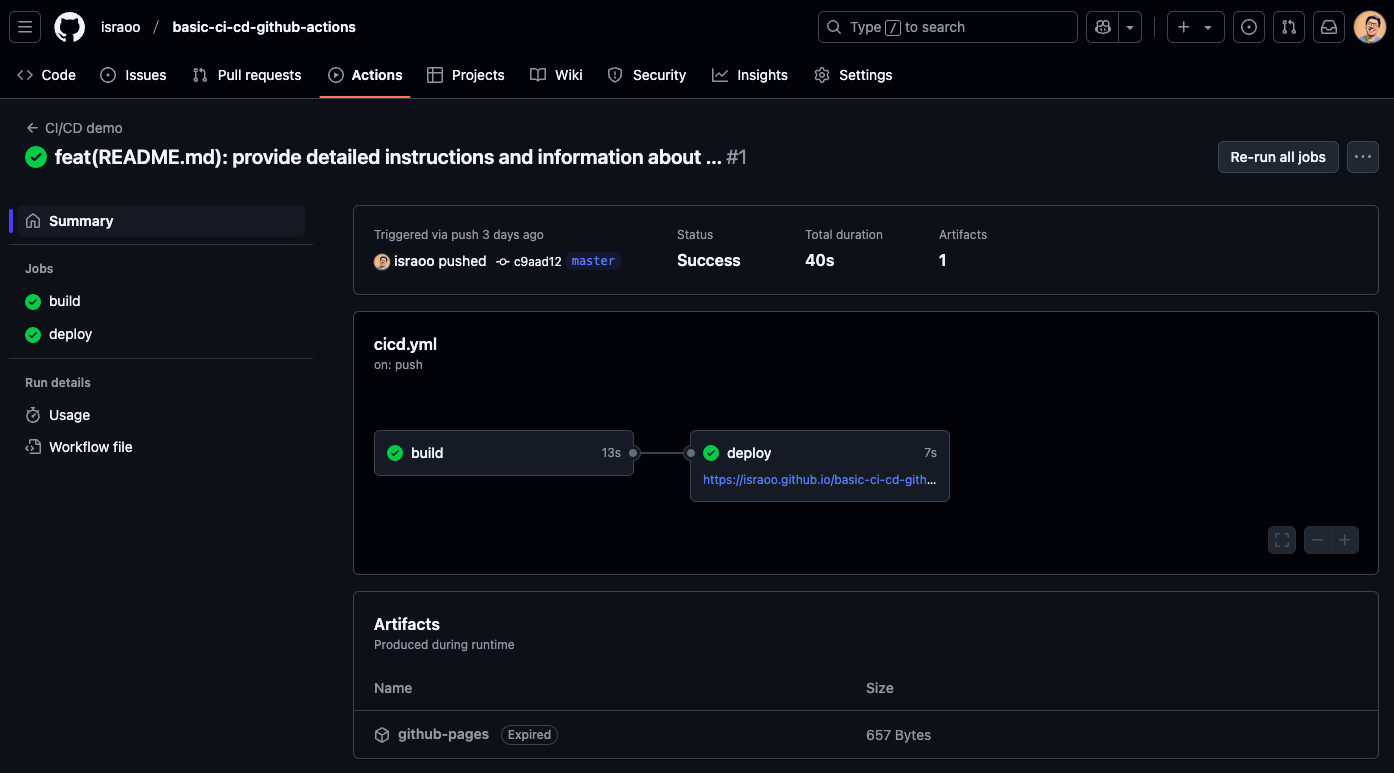 israoo / basic-ci-cd-github-actions
Type / to search
Code Issues Pull requests Actions Projects Wiki Security Insights Settings
CI/CD demo
feat(README.md): provide detailed instructions and information about ... #1
Re-run all jobs
Summary
Jobs
build
deploy
Run details
Usage
Workflow file
Triggered via push 3 days ago
israoo pushed c9aad12 master
Status
Success
Total duration
40s
Artifacts
1
cicd.yml
on: push
build 13s
deploy 7s
https://israoo.github.io/basic-ci-cd-gith...
Artifacts
Produced during runtime
Name Size
github-pages Expired 657 Bytes